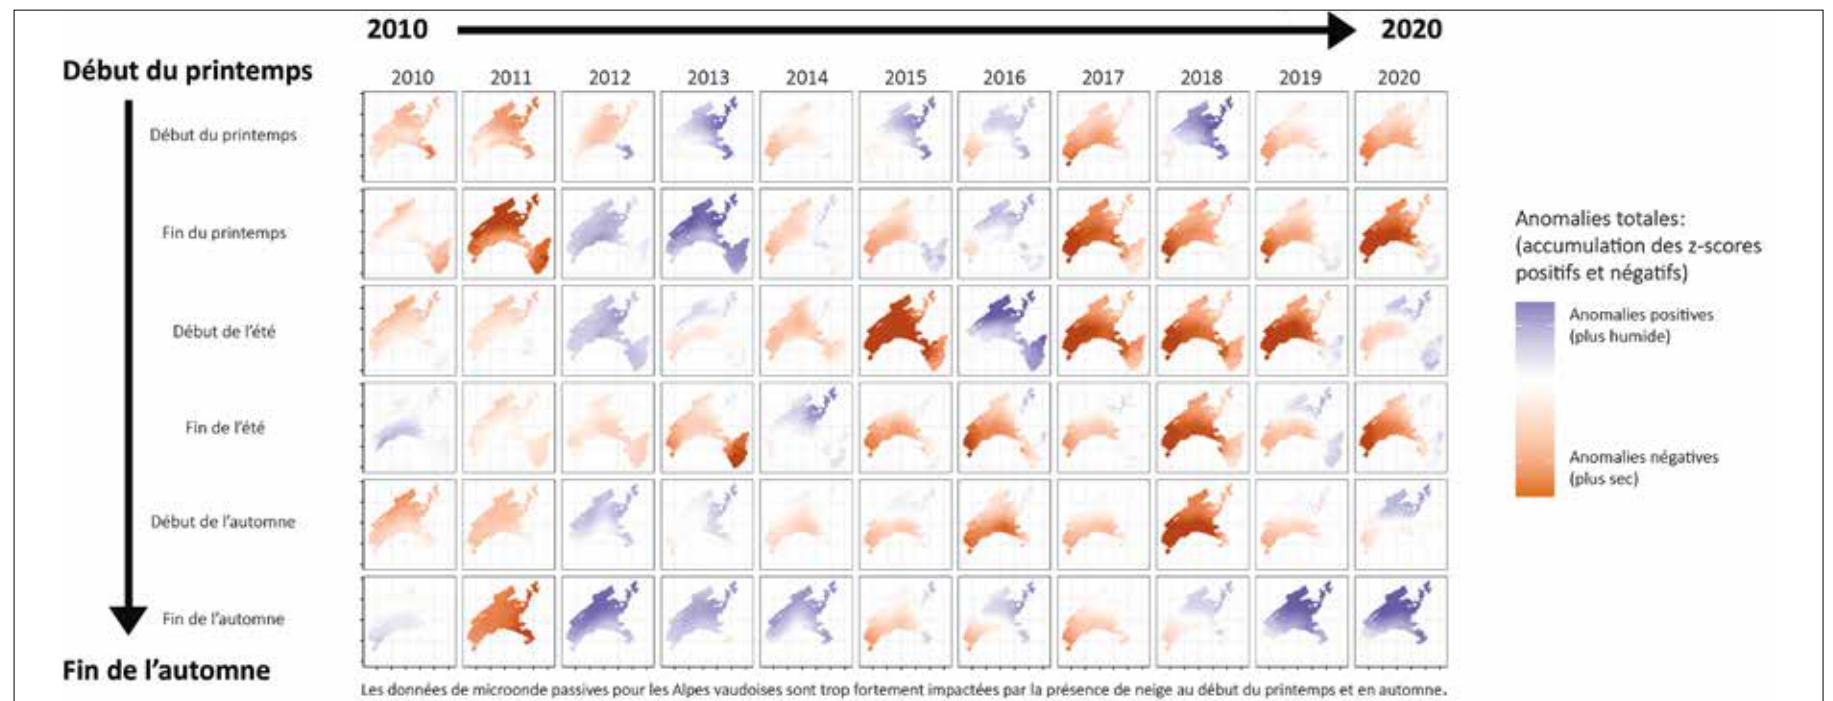 2010 2020
Début du printemps
2010 2011 2012 2013 2014 2015 2016 2017 2018 2019 2020
Début du printemps
Fin du printemps
Début de l'été
Fin de l'été
Début de l'automne
Fin de l'automne
Fin de l'automne
Anomalies totales:
(accumulation des z-scores
positifs et négatifs)
Anomalies positives
(plus humide)
Anomalies négatives
(plus sec)
Les données de microonde passives pour les Alpes vaudoises sont trop fortement impactées par la présence de neige au début du printemps et en automne.